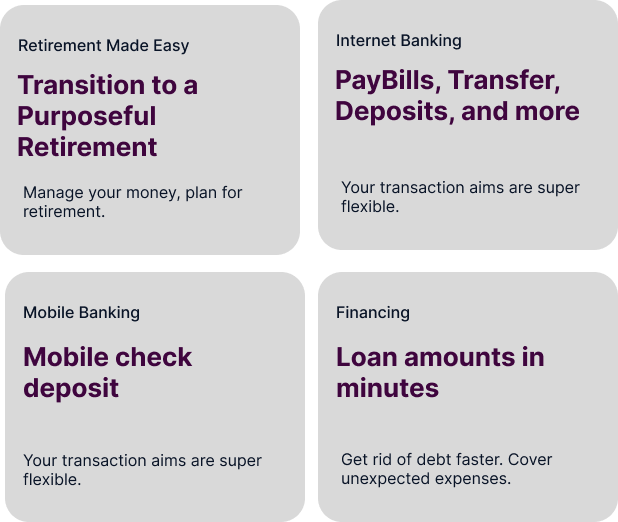 Retirement Made Easy
Transition to a
Purposeful
Retirement
Manage your money, plan for
retirement.
Internet Banking
PayBills, Transfer,
Deposits, and more
Your transaction aims are super
flexible.
Mobile Banking
Mobile check
deposit
Your transaction aims are super
flexible.
Financing
Loan amounts in
minutes
Get rid of debt faster. Cover
unexpected expenses.